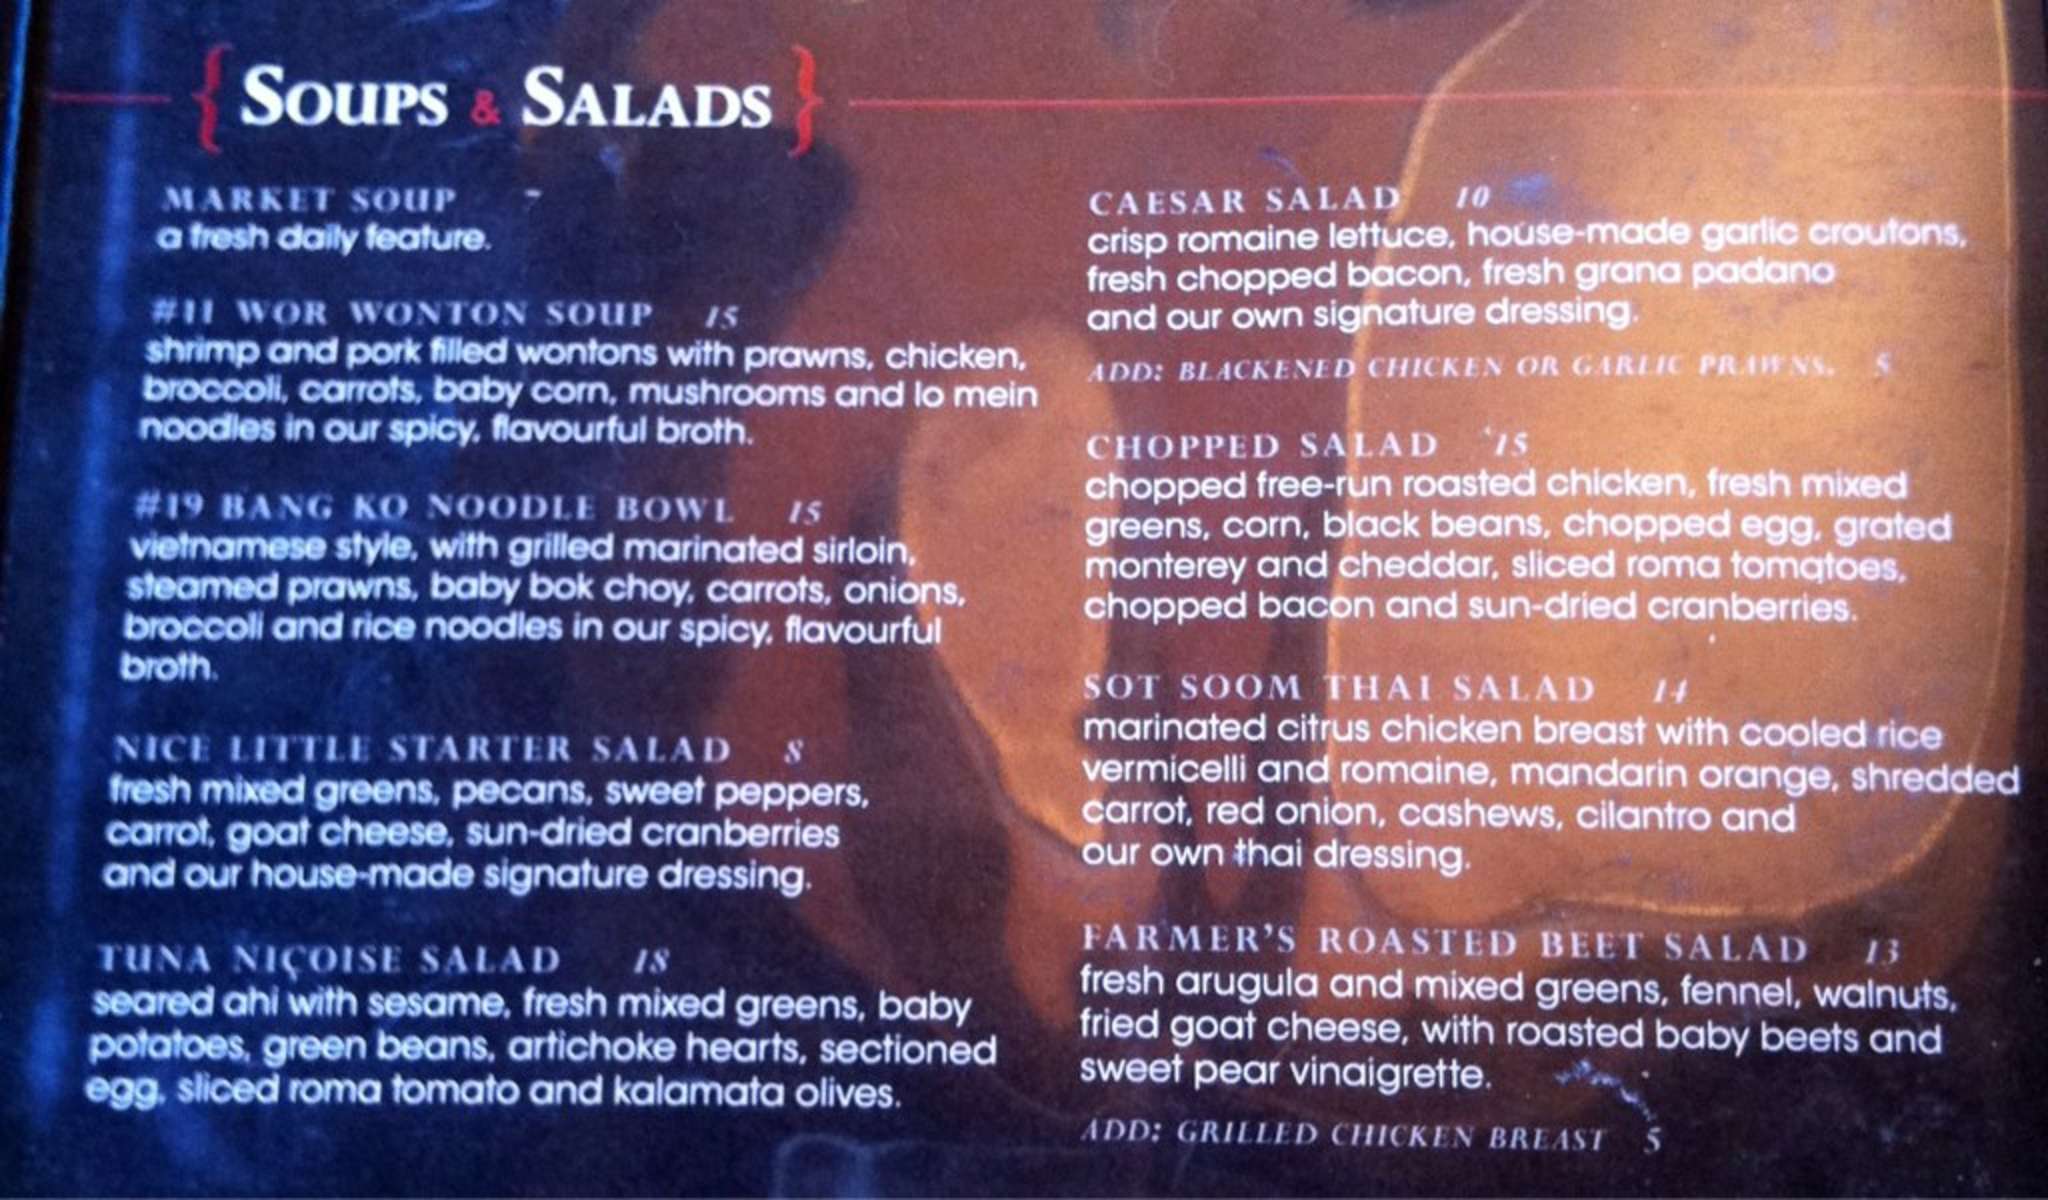 { SOUPS & SALADS }
MARKET SOUP
a fresh daily feature.
#11 WOR WONTON SOUP 15
shrimp and pork filled wontons with prawns, chicken,
broccoli, carrots, baby corn, mushrooms and lo mein
noodles in our spicy, flavourful broth.
#19 BANG KO NOODLE BOWL 15
vietnamese style, with grilled marinated sirloin,
steamed prawns, baby bok choy, carrots, onions,
broccoli and rice noodles in our spicy, flavourful
broth.
NICE LITTLE STARTER SALAD 8
fresh mixed greens, pecans, sweet peppers,
carrot, goat cheese, sun-dried cranberries
and our house-made signature dressing.
TUNA NIÇOISE SALAD 18
seared ahi with sesame, fresh mixed greens, baby
potatoes, green beans, artichoke hearts, sectioned
egg, sliced roma tomato and kalamata olives.
CAESAR SALAD 10
crisp romaine lettuce, house-made garlic croutons,
fresh chopped bacon, fresh grana padano
and our own signature dressing.
ADD: BLACKENED CHICKEN OR GARLIC PRAWNS. 5
CHOPPED SALAD 15
chopped free-run roasted chicken, fresh mixed
greens, corn, black beans, chopped egg, grated
monterey and cheddar, sliced roma tomatoes,
chopped bacon and sun-dried cranberries.
SOT SOOM THAI SALAD 14
marinated citrus chicken breast with cooled rice
vermicelli and romaine, mandarin orange, shredded
carrot, red onion, cashews, cilantro and
our own thai dressing.
FARMER'S ROASTED BEET SALAD 13
fresh arugula and mixed greens, fennel, walnuts,
fried goat cheese, with roasted baby beets and
sweet pear vinaigrette.
ADD: GRILLED CHICKEN BREAST 5